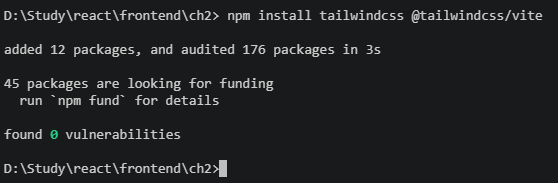 D:\Study\react\frontend\ch2> npm install tailwindcss @tailwindcss/vite
added 12 packages, and audited 176 packages in 3s
45 packages are looking for funding
  run `npm fund` for details
found 0 vulnerabilities
D:\Study\react\frontend\ch2>